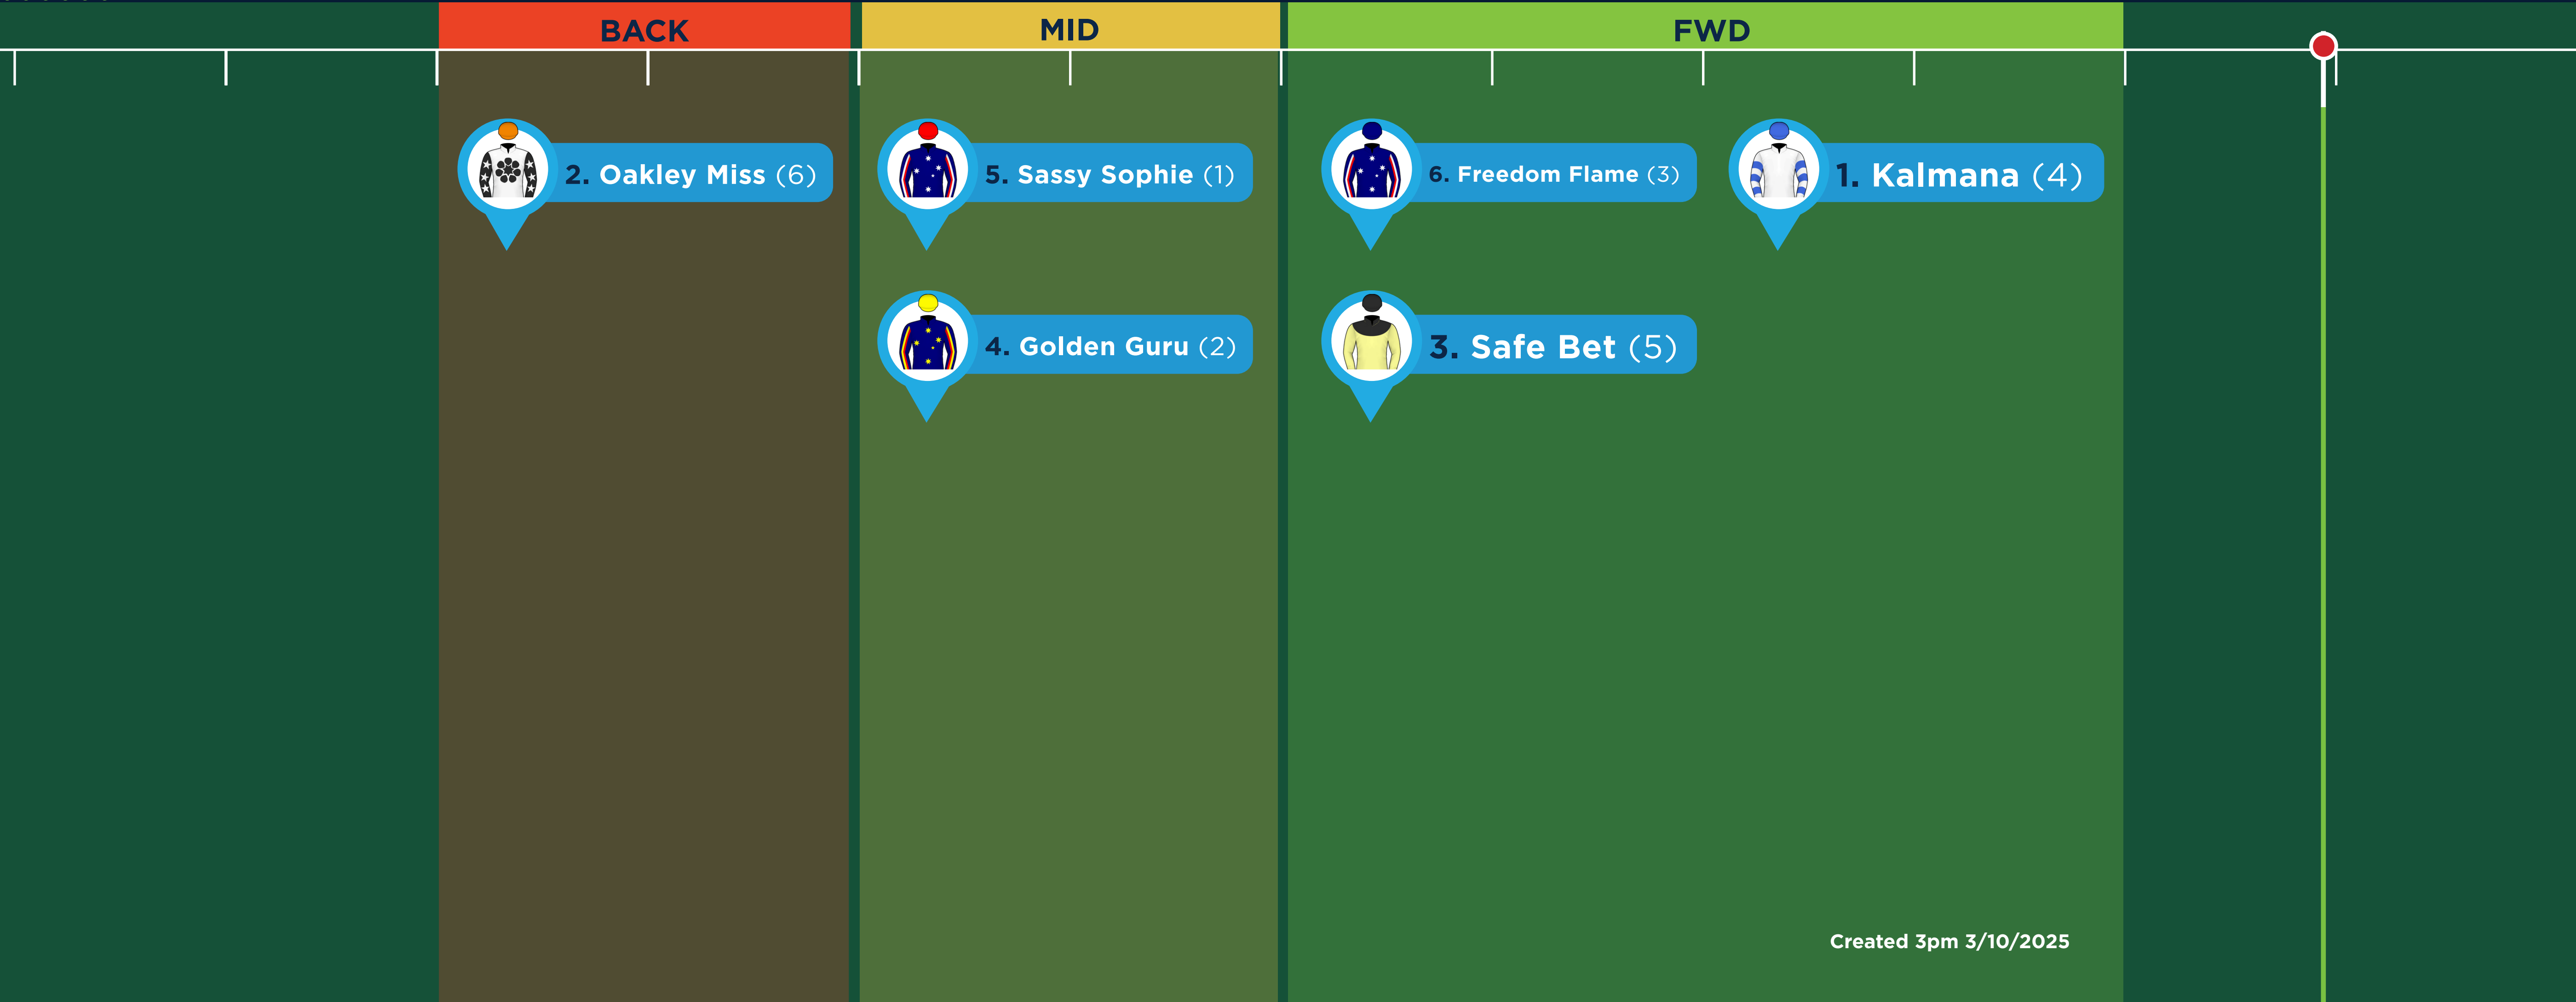 BACK
MID
FWD
2. Oakley Miss (6)
5. Sassy Sophie (1)
6. Freedom Flame (3)
1. Kalmana (4)
4. Golden Guru (2)
3. Safe Bet (5)
Created 3pm 3/10/2025